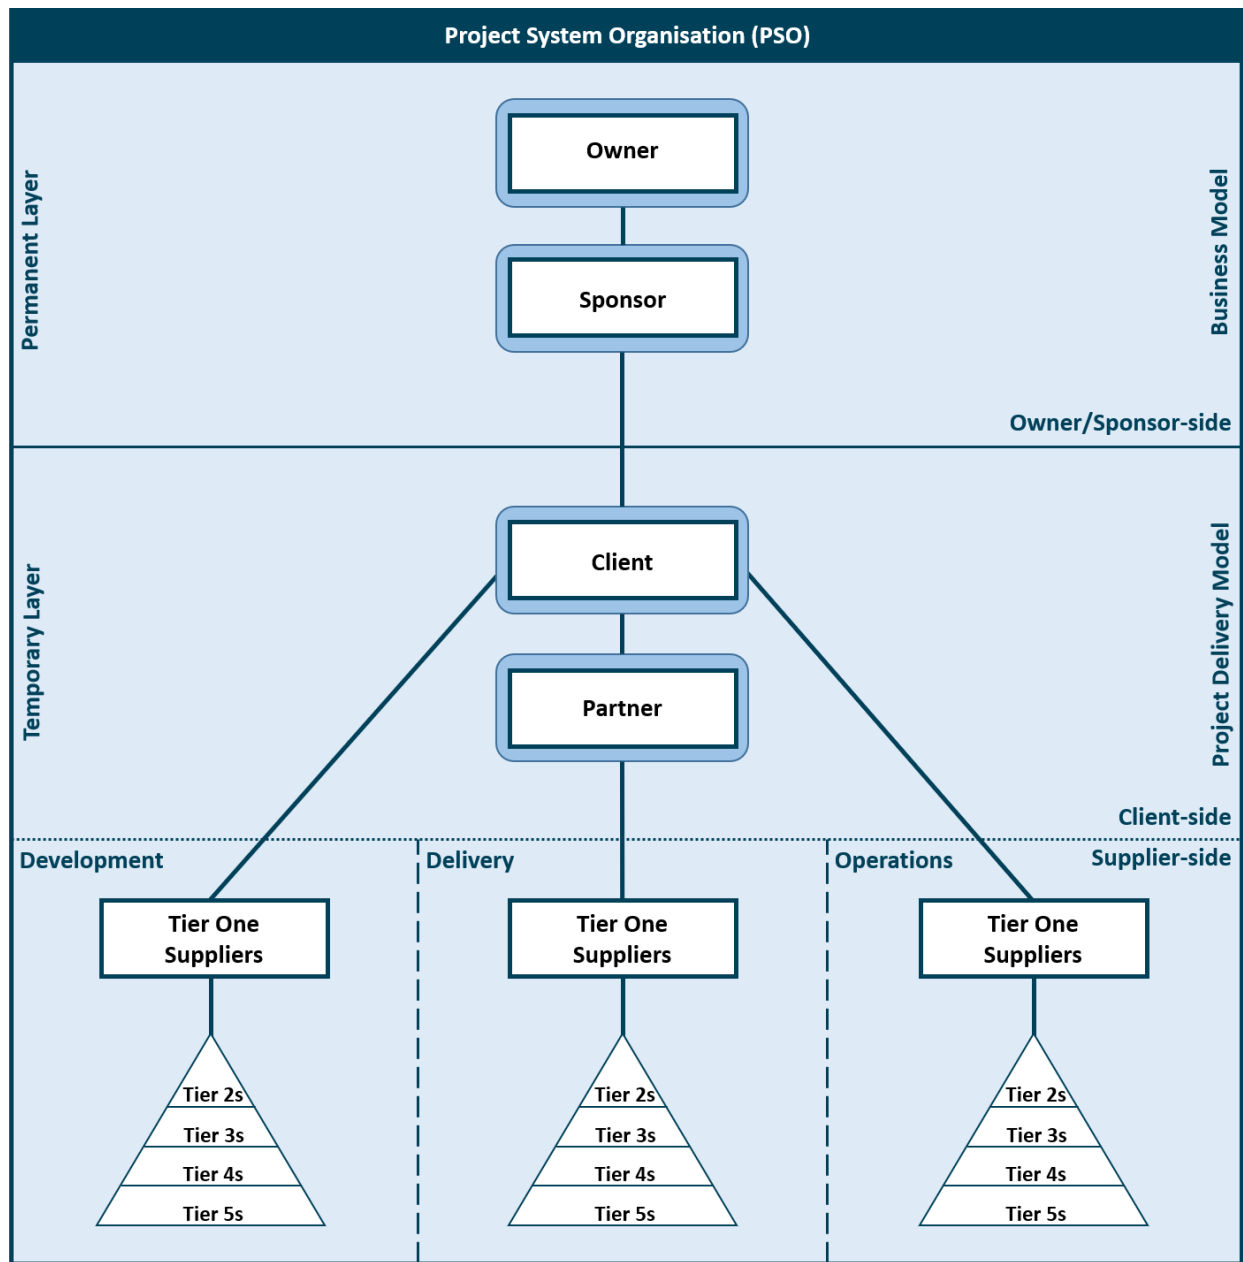 Project System Organisation (PSO)
Permanent Layer
Owner
Sponsor
Business Model
Owner/Sponsor-side
Temporary Layer
Client
Partner
Project Delivery Model
Client-side
Supplier-side
Development
Tier One
Suppliers
Tier 2s
Tier 3s
Tier 4s
Tier 5s
Delivery
Tier One
Suppliers
Tier 2s
Tier 3s
Tier 4s
Tier 5s
Operations
Tier One
Suppliers
Tier 2s
Tier 3s
Tier 4s
Tier 5s